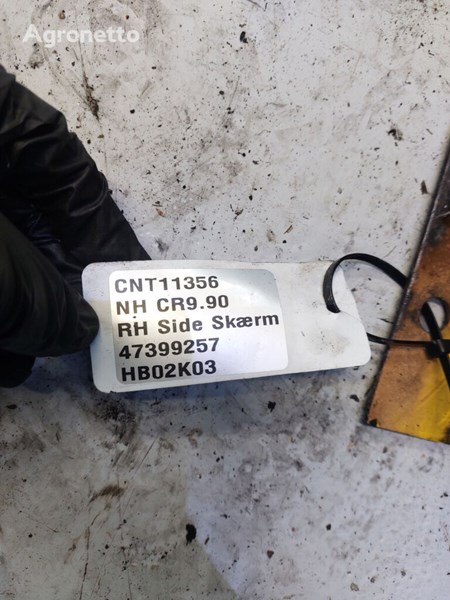 Agronetto
CNT11356
NH CR9.90
RH Side Skærm
47399257
HB02K03